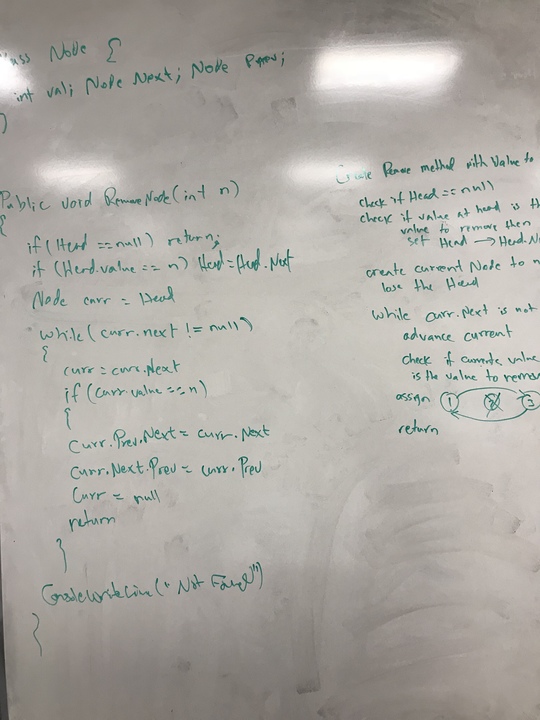 Class Node {
int val; Node Next; Node Prev;
}
Public void RemoveNode(int n)
{
if(Head == null) return;
if (Head.value == n) Head = Head.Next
Node curr = Head
while(curr.next != null)
{
curr = curr.Next
if (curr.value == n)
{
Curr.Prev.Next = curr.Next
Curr.Next.Prev = curr.Prev
Curr = null
return
}
ConsoleWriteLine("Not Found")
}
Create Remove method with Value to
check if Head == null
check if value at head is the
value to remove then
set Head → Head.N
create current Node to n
lose the Head
while curr.Next is not
advance current
check if current value
is the value to remove
assign 1 2 3
return